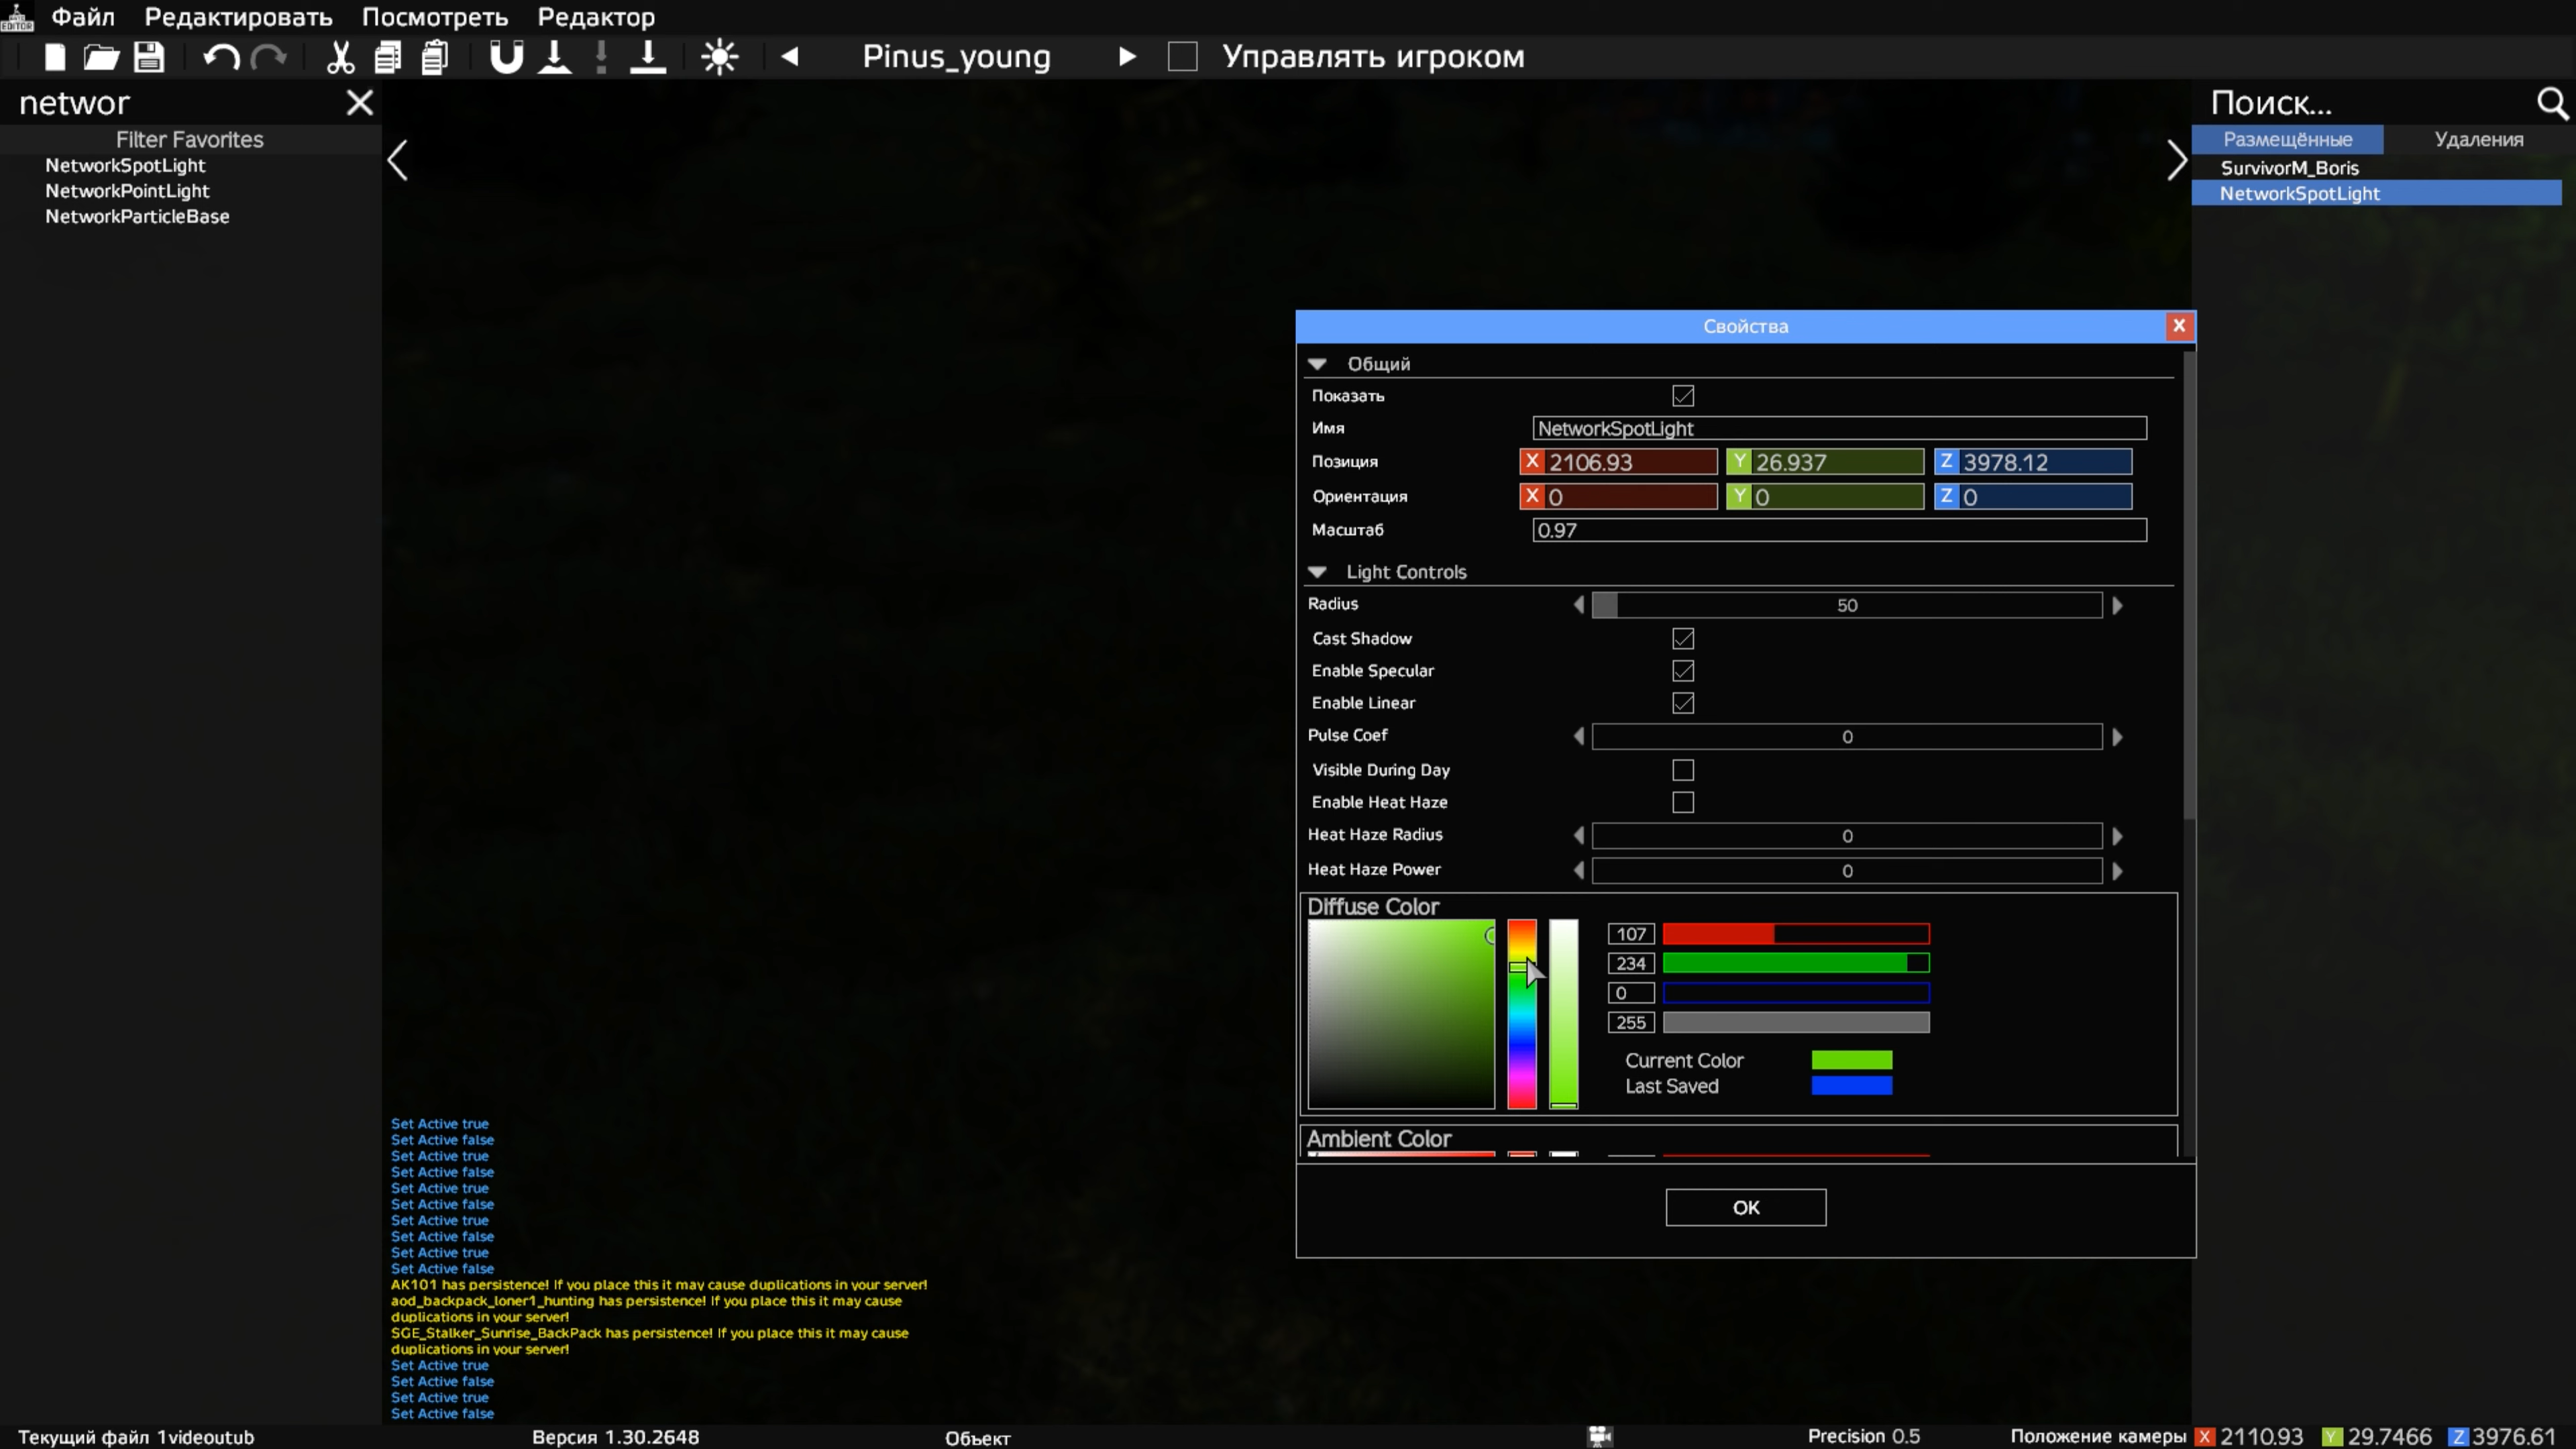 Файл Редактировать Посмотреть Редактор
EDITOR
Pinus_young Управлять игроком
networ
Filter Favorites
NetworkSpotLight
NetworkPointLight
NetworkParticleBase
Поиск...
Размещённые Удаления
SurvivorM_Boris
NetworkSpotLight
Свойства
Общий
Показать
Имя NetworkSpotLight
Позиция X 2106.93 Y 26.937 Z 3978.12
Ориентация X 0 Y 0 Z 0
Масштаб 0.97
Light Controls
Radius 50
Cast Shadow
Enable Specular
Enable Linear
Pulse Coef 0
Visible During Day
Enable Heat Haze
Heat Haze Radius 0
Heat Haze Power 0
Diffuse Color
107
234
0
255
Current Color
Last Saved
Ambient Color
OK
Set Active true
Set Active false
Set Active true
Set Active false
Set Active true
Set Active false
Set Active true
Set Active false
Set Active true
Set Active false
AK101 has persistence! If you place this it may cause duplications in your server!
aod_backpack_loner1_hunting has persistence! If you place this it may cause
duplications in your server!
SGE_Stalker_Sunrise_BackPack has persistence! If you place this it may cause
duplications in your server!
Set Active true
Set Active false
Set Active true
Set Active false
Текущий файл 1videoutub Версия 1.30.2648 Объект Precision 0.5 Положение камеры X 2110.93 Y 29.7466 Z 3976.61